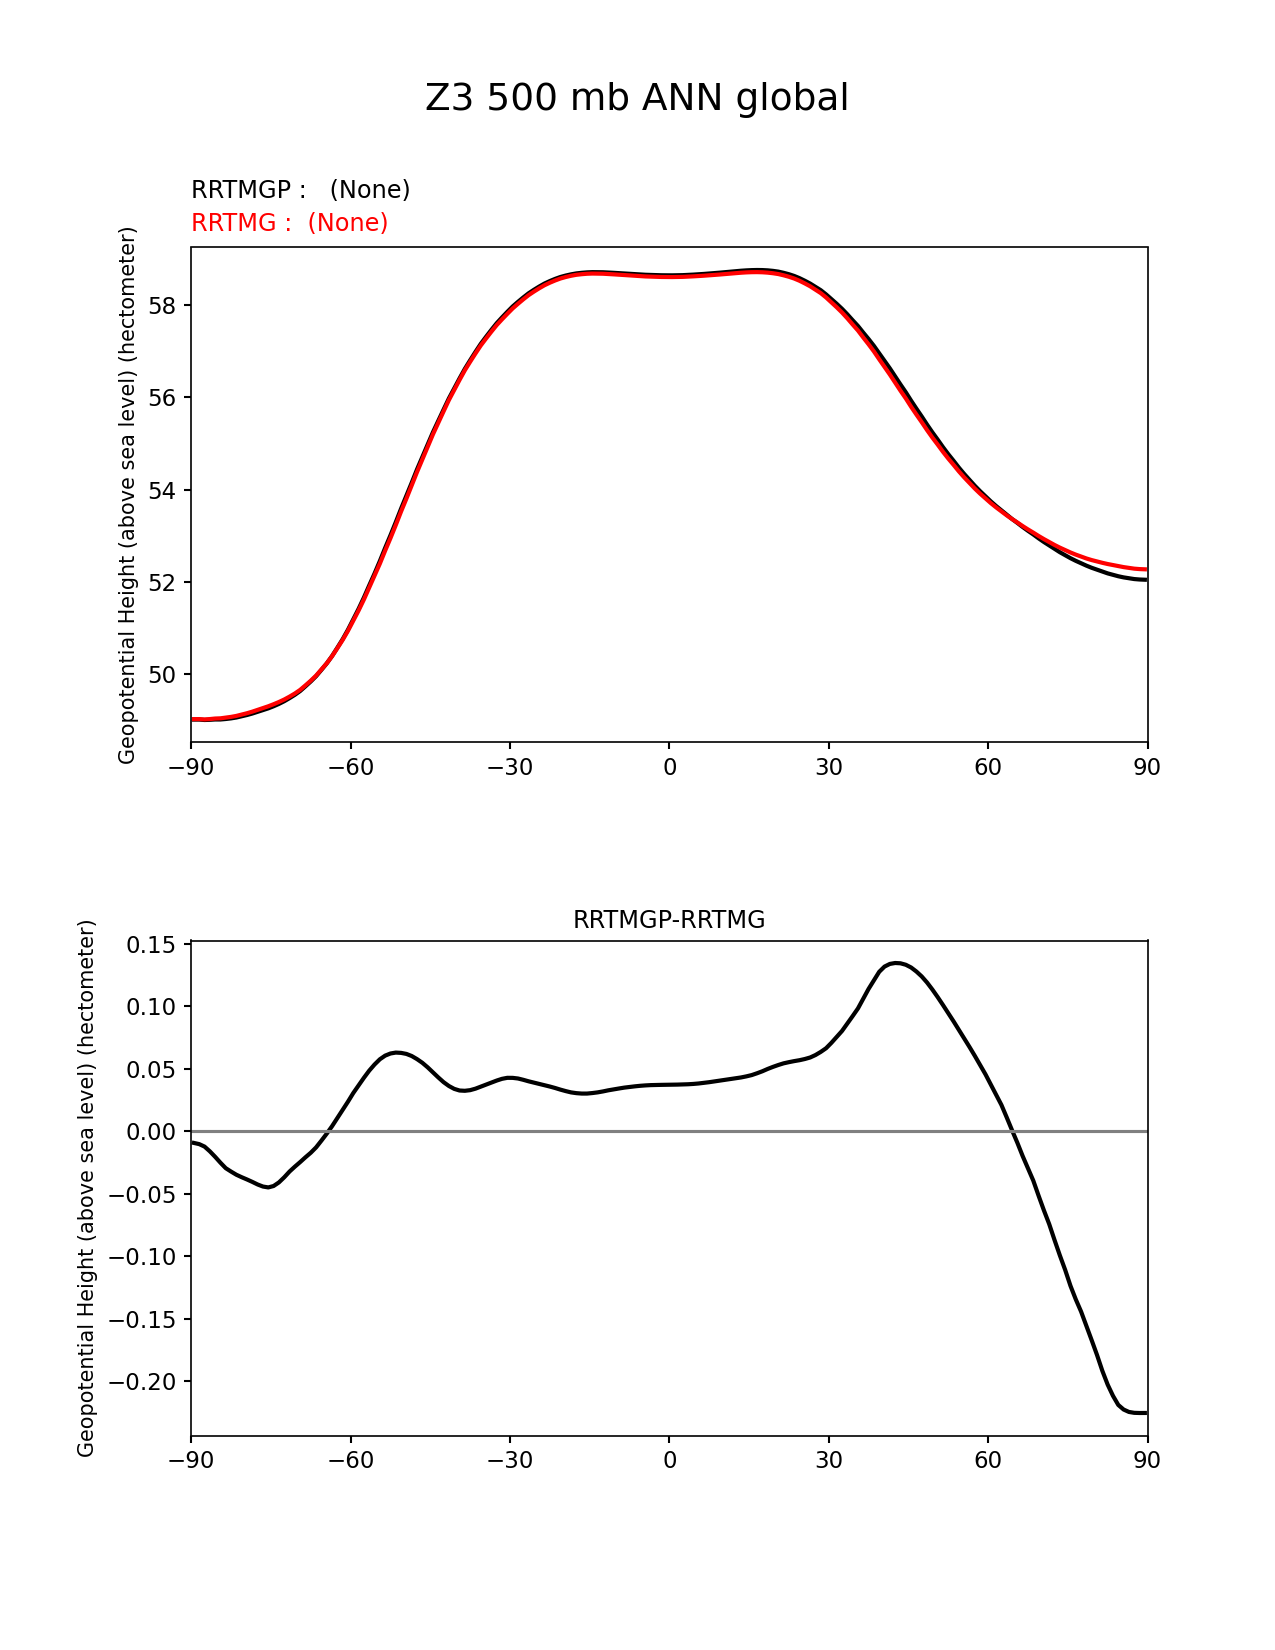 Z3 500 mb ANN global
RRTMGP :   (None)
RRTMG :  (None)
Geopotential Height (above sea level) (hectometer)
58
56
54
52
50
−90 −60 −30 0 30 60 90
RRTMGP-RRTMG
Geopotential Height (above sea level) (hectometer)
0.15
0.10
0.05
0.00
−0.05
−0.10
−0.15
−0.20
−90 −60 −30 0 30 60 90